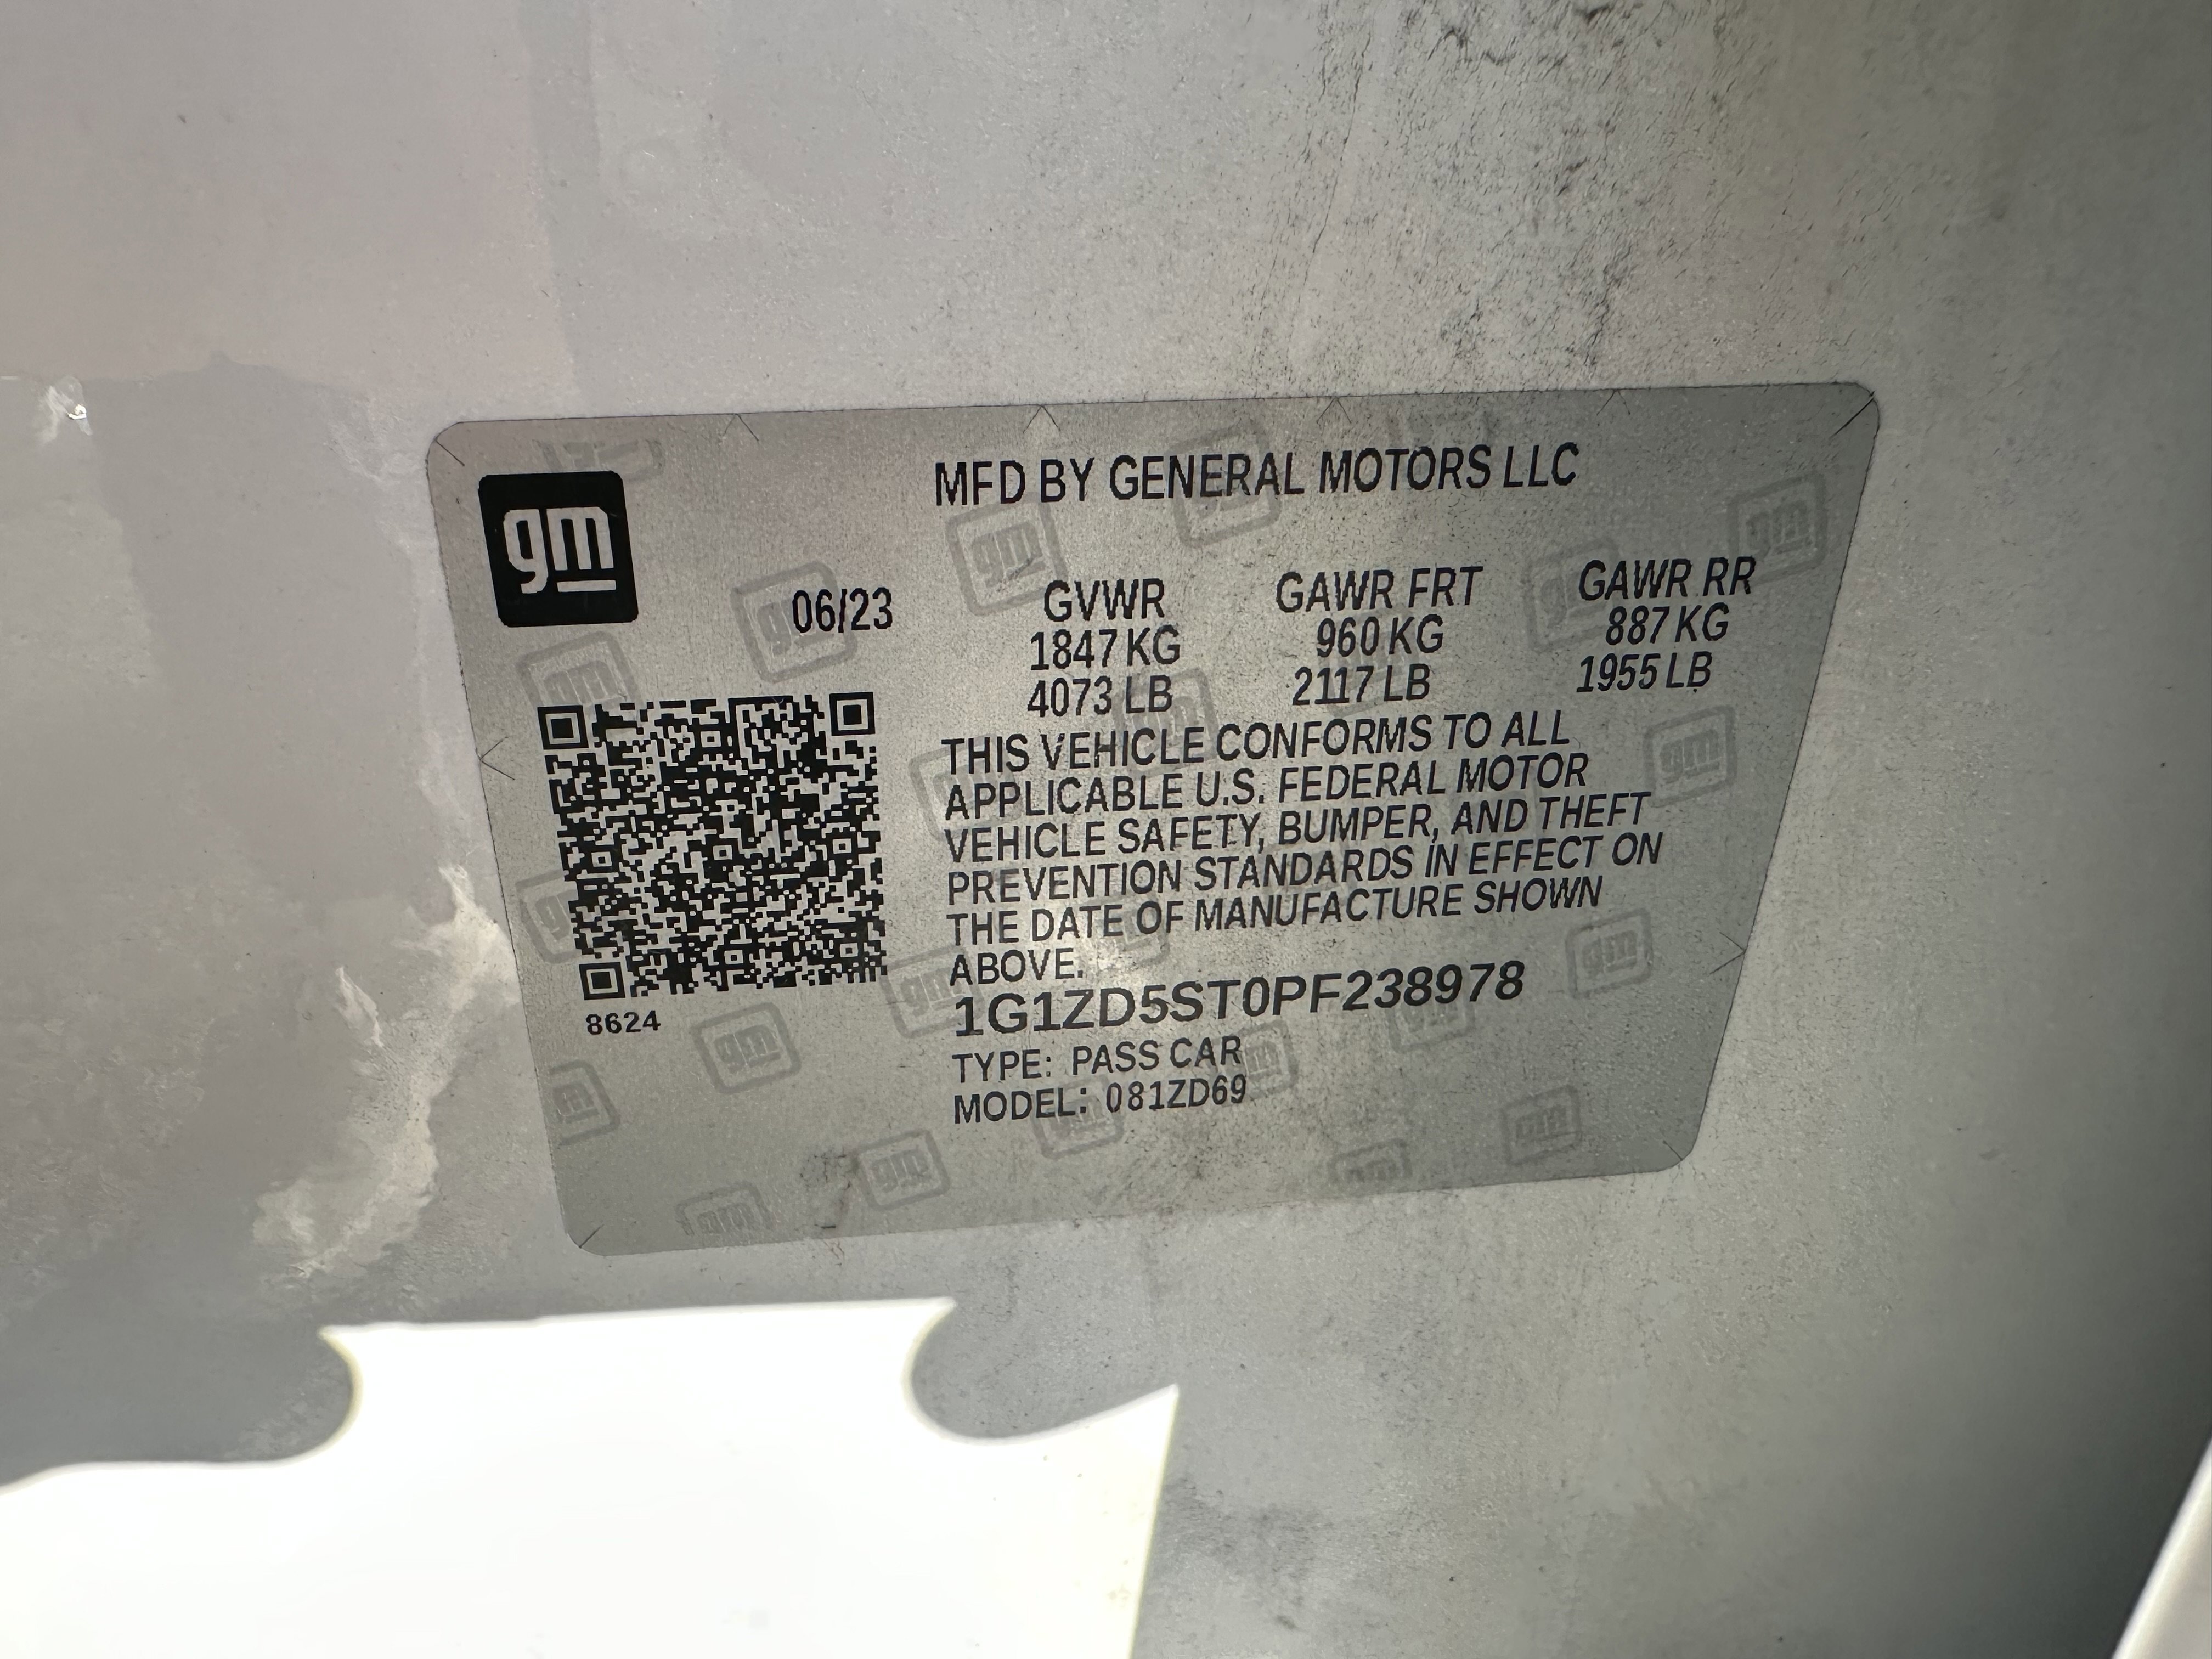 gm
MFD BY GENERAL MOTORS LLC
06/23
GVWR GAWR FRT GAWR RR
1847 KG 960 KG 887 KG
4073 LB 2117 LB 1955 LB
THIS VEHICLE CONFORMS TO ALL
APPLICABLE U.S. FEDERAL MOTOR
VEHICLE SAFETY, BUMPER, AND THEFT
PREVENTION STANDARDS IN EFFECT ON
THE DATE OF MANUFACTURE SHOWN
ABOVE.
1G1ZD5ST0PF238978
8624
TYPE: PASS CAR
MODEL: 081ZD69